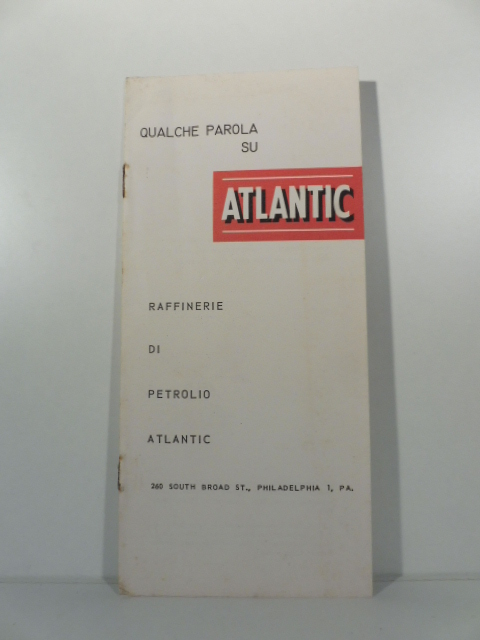 QUALCHE PAROLA
SU
ATLANTIC
RAFFINERIE
DI
PETROLIO
ATLANTIC
260 SOUTH BROAD ST., PHILADELPHIA 1, PA.